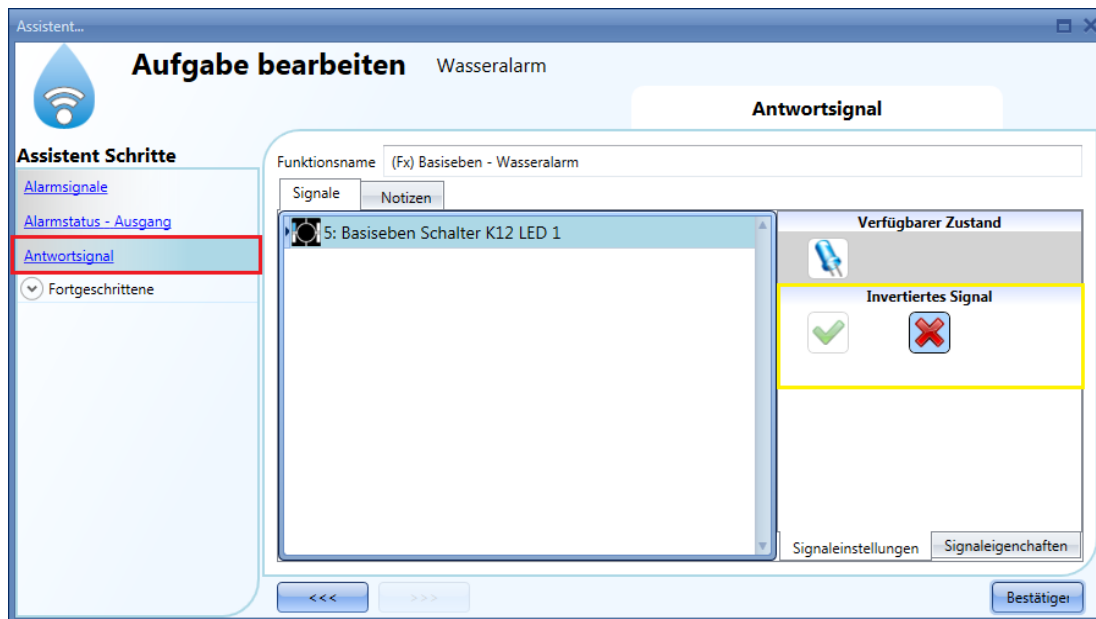 Assistent...
Aufgabe bearbeiten Wasseralarm
Antwortsignal
Assistent Schritte
Alarmsignale
Alarmstatus - Ausgang
Antwortsignal
Fortgeschrittene
Funktionsname (Fx) Basiseben - Wasseralarm
Signale Notizen
5: Basiseben Schalter K12 LED 1
Verfügbarer Zustand
Invertiertes Signal
Signaleinstellungen Signaleigenchaften
<<< >>> Bestätiger